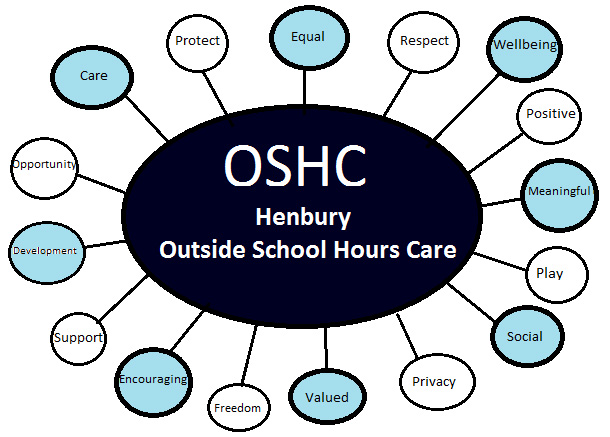 Protect
Equal
Respect
Wellbeing
Care
Positive
OSHC
Opportunity
Meaningful
Henbury
Outside School Hours Care
Development
Play
Support
Social
Encouraging
Privacy
Valued
Freedom